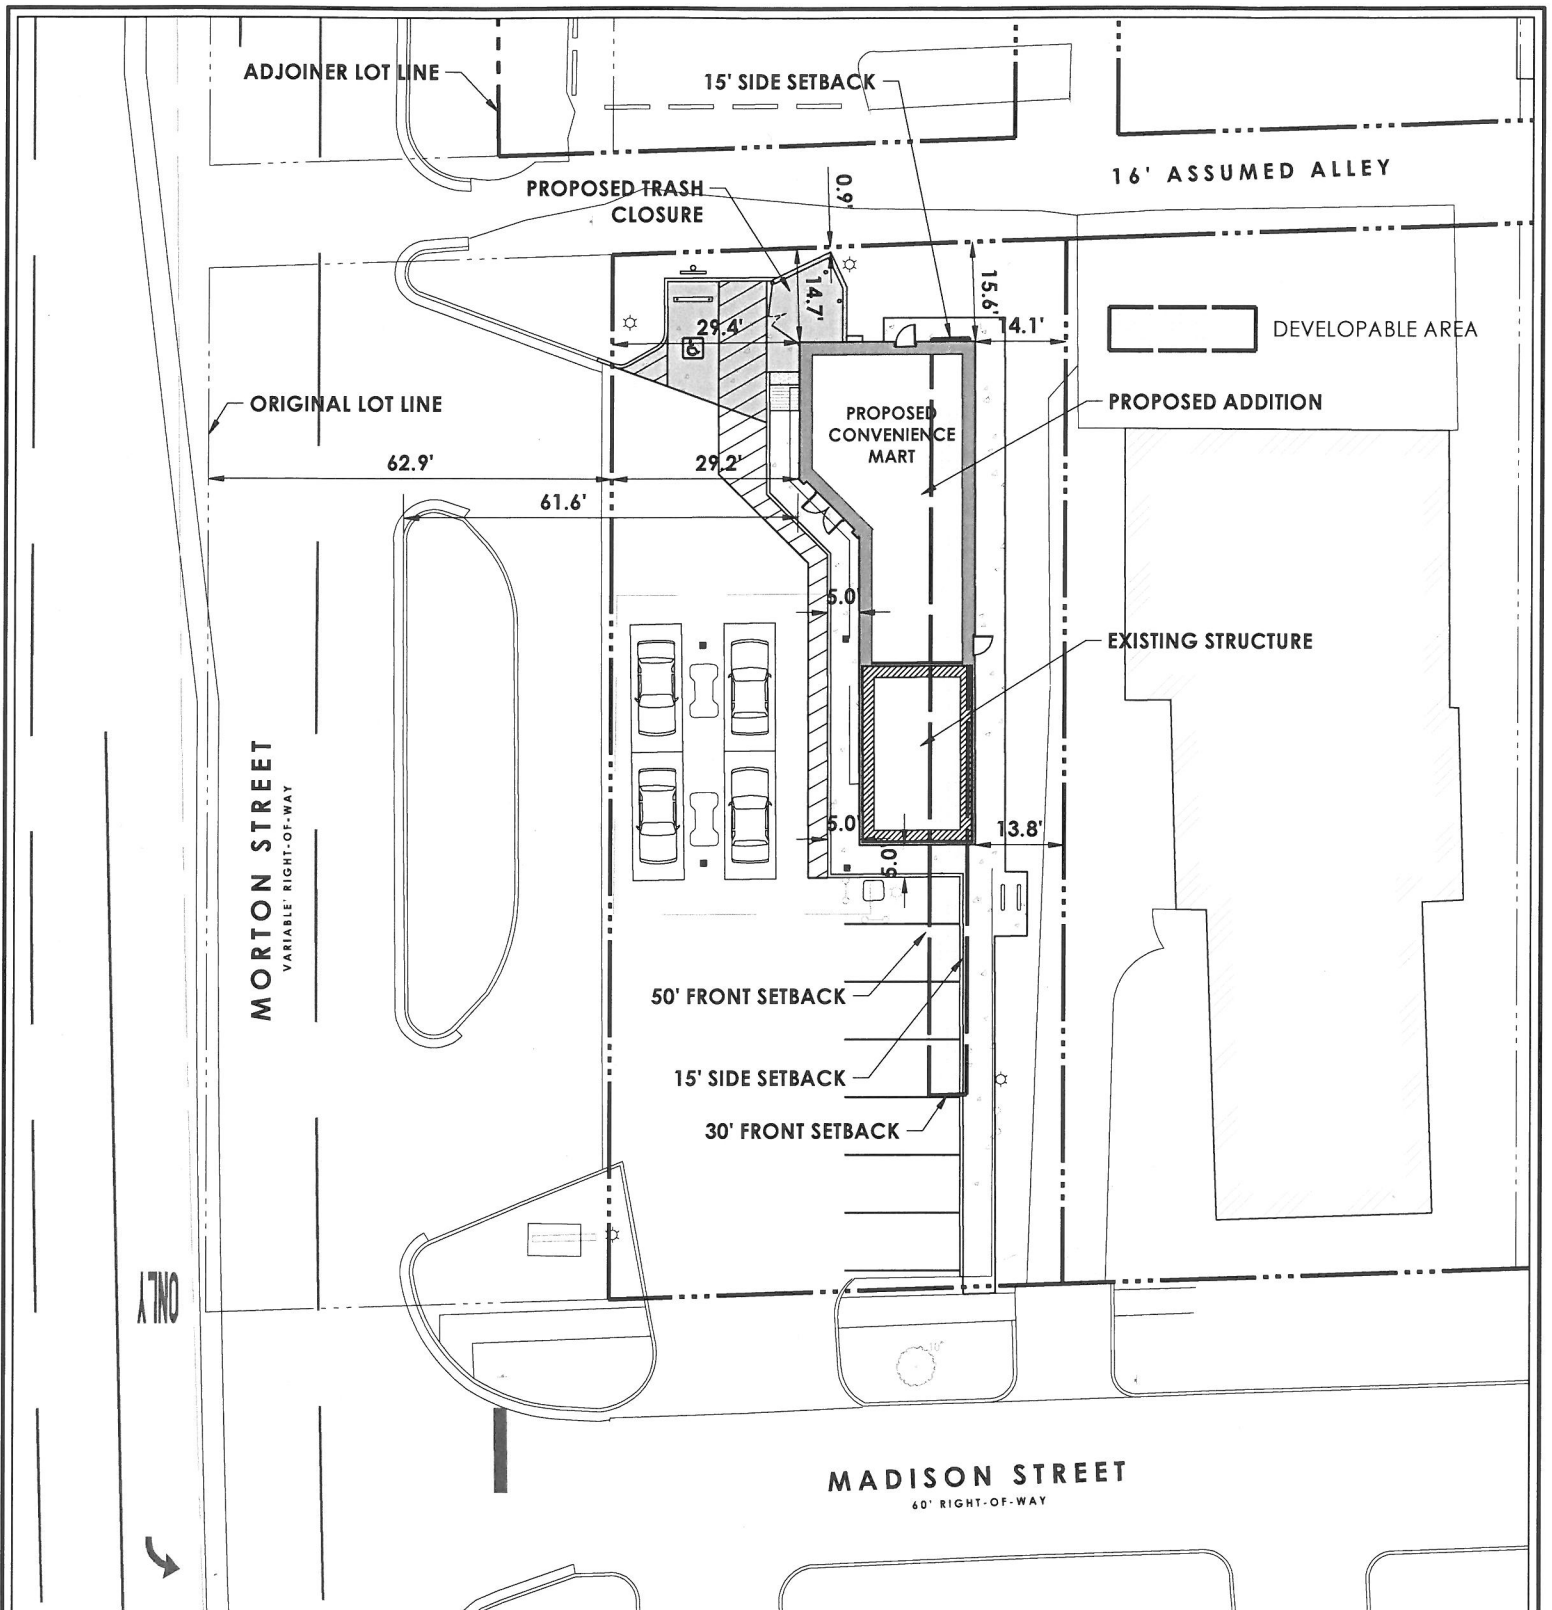 ADJOINER LOT LINE
15' SIDE SETBACK
16' ASSUMED ALLEY
PROPOSED TRASH
CLOSURE
0.9'
14.7'
15.6'
29.4'
14.1'
DEVELOPABLE AREA
ORIGINAL LOT LINE
PROPOSED ADDITION
PROPOSED
CONVENIENCE
MART
62.9'
29.2'
61.6'
5.0'
EXISTING STRUCTURE
MORTON STREET
VARIABLE' RIGHT-OF-WAY
5.0'
13.8'
5.0'
50' FRONT SETBACK
15' SIDE SETBACK
30' FRONT SETBACK
ONLY
10"
MADISON STREET
60' RIGHT-OF-WAY